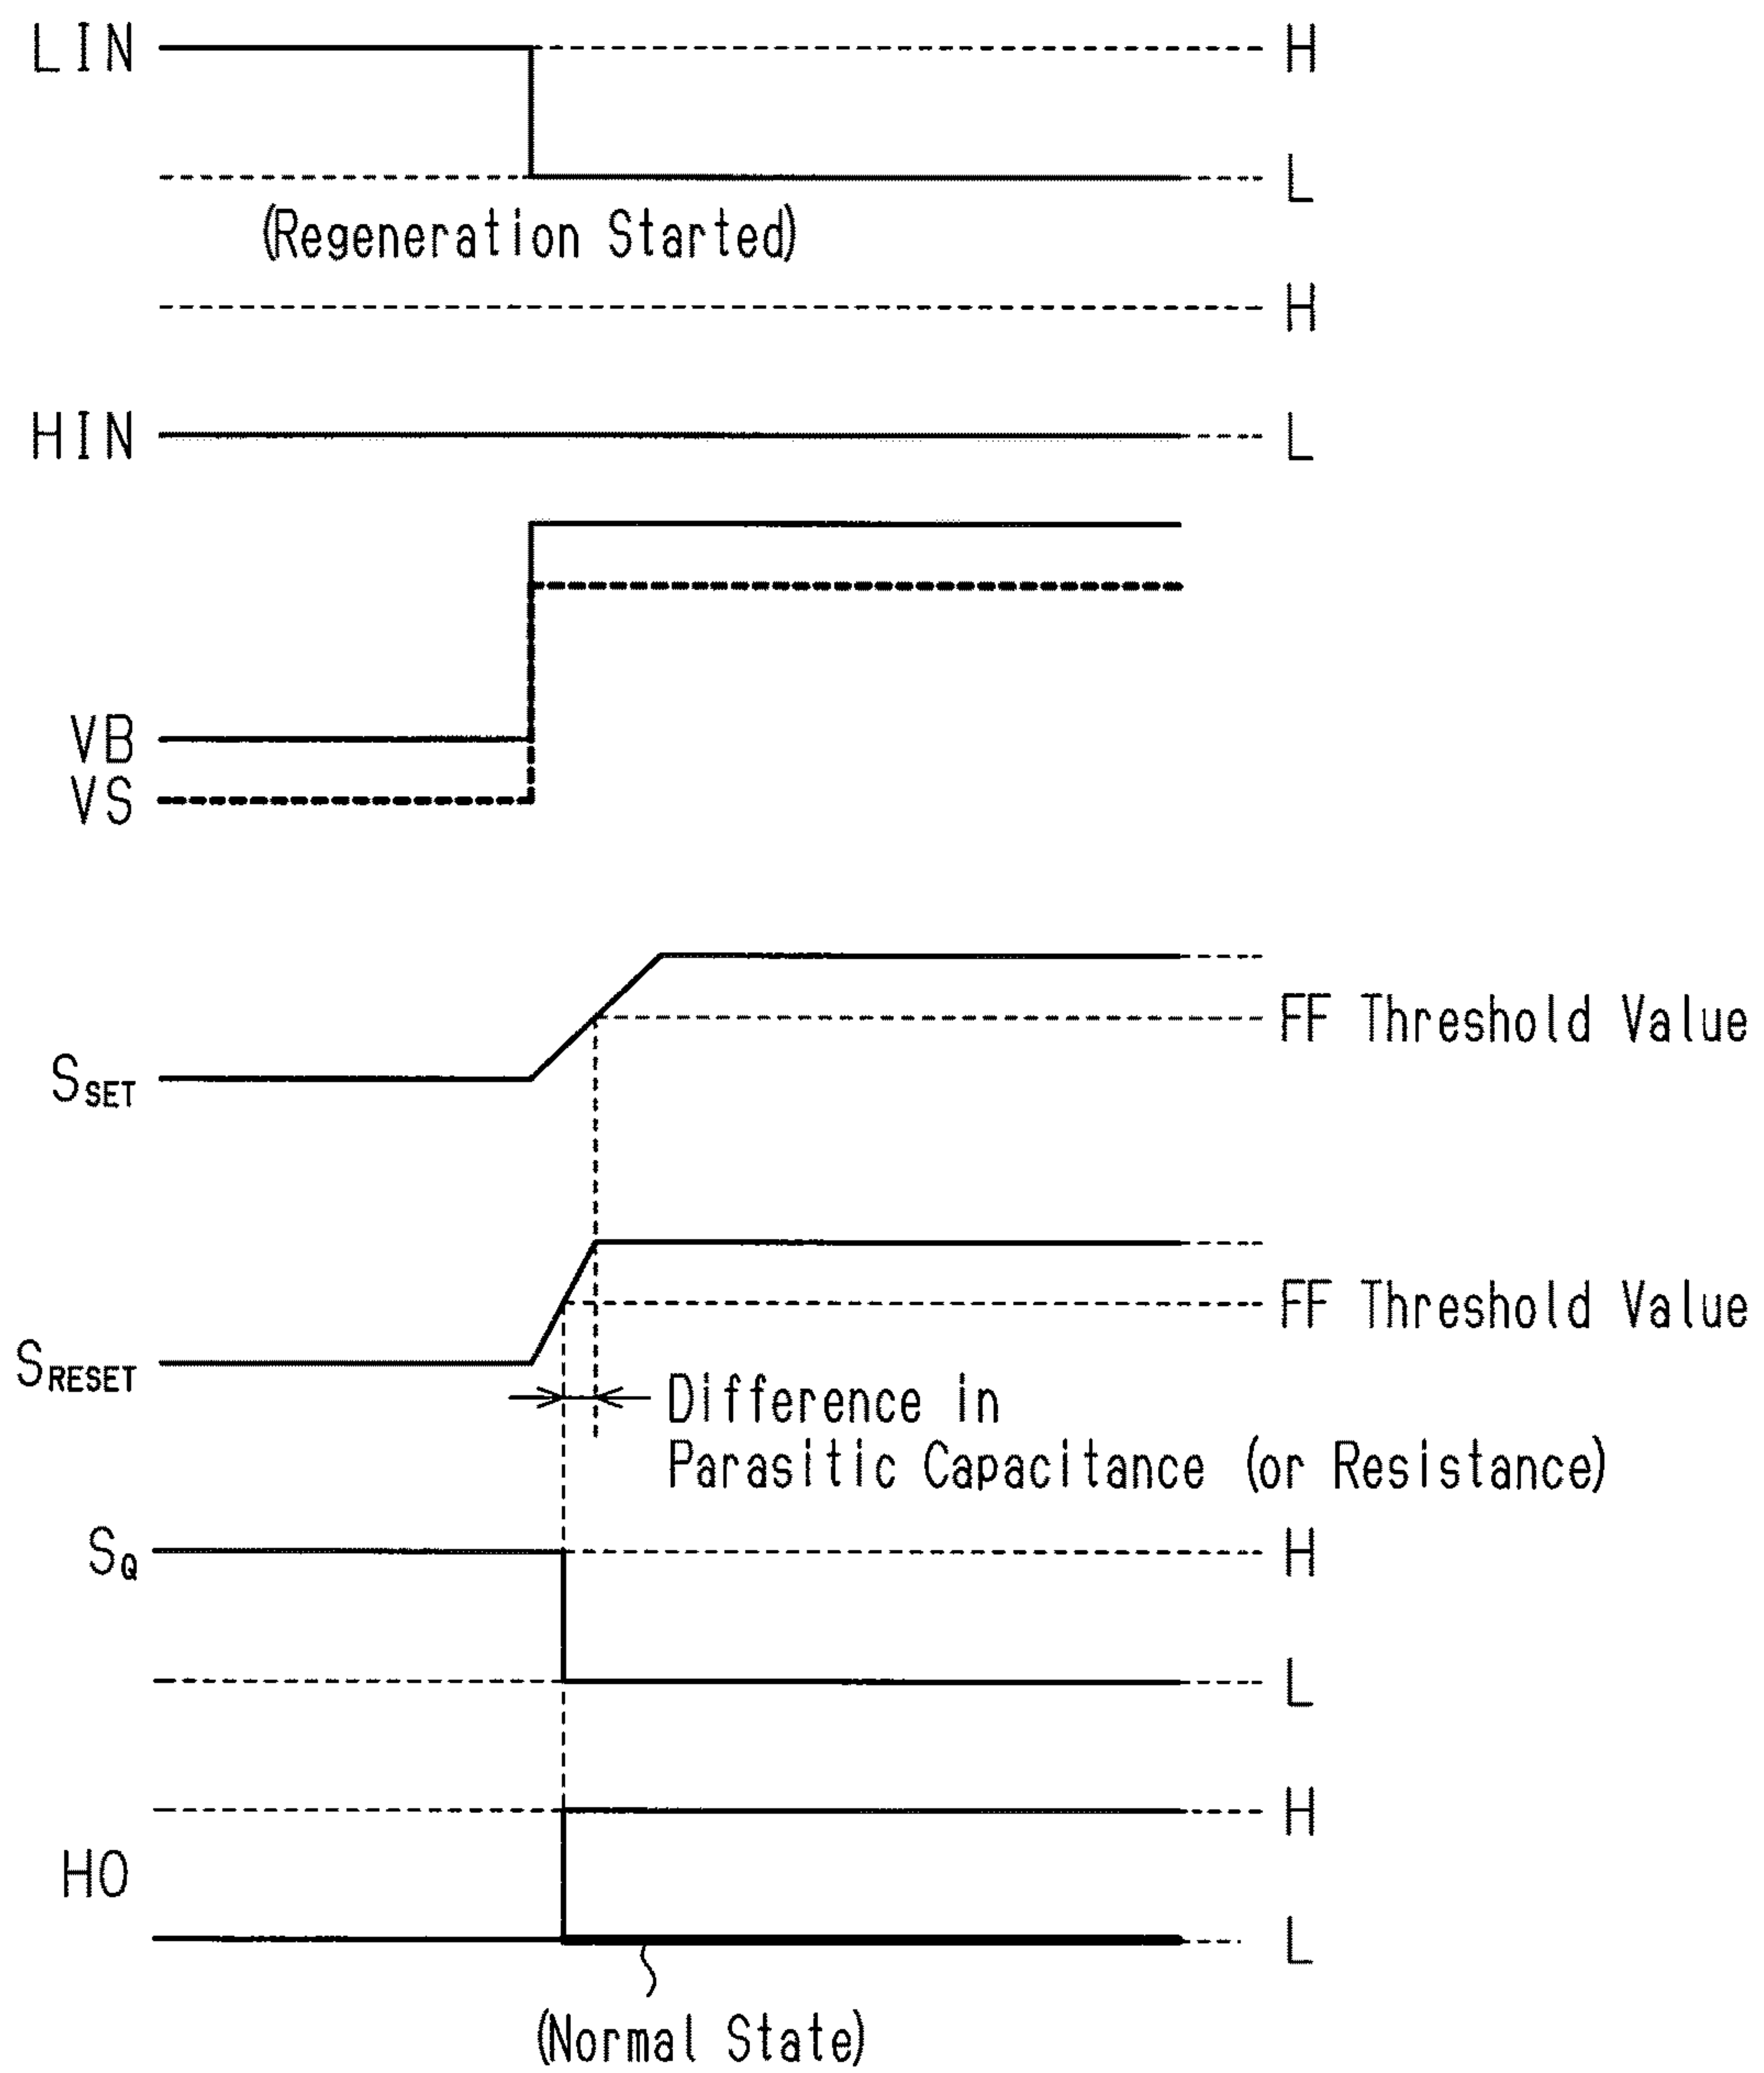 LIN
H
L
(Regeneration Started)
H
HIN
L
VB
VS
FF Threshold Value
SSET
FF Threshold Value
SRESET
Difference in
Parasitic Capacitance (or Resistance)
SQ
H
L
H
HO
L
(Normal State)